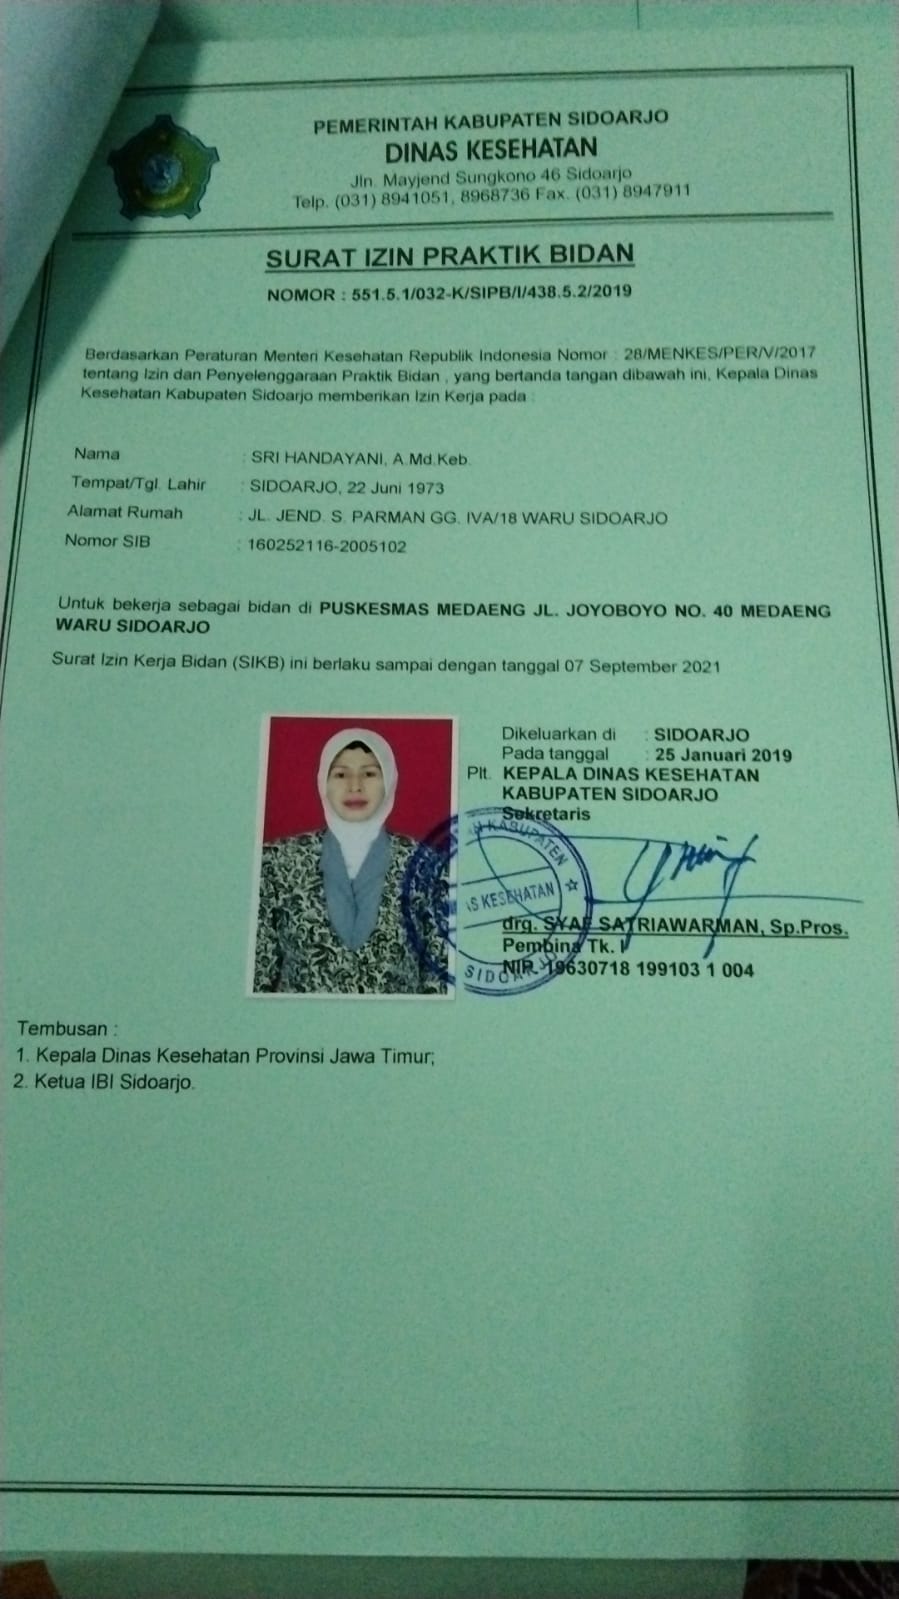 PEMERINTAH KABUPATEN SIDOARJO
DINAS KESEHATAN
Jln. Mayjend Sungkono 46 Sidoarjo
Telp. (031) 8941051, 8968736 Fax. (031) 8947911
SURAT IZIN PRAKTIK BIDAN
NOMOR : 551.5.1/032-K/SIPB/I/438.5.2/2019
Berdasarkan Peraturan Menteri Kesehatan Republik Indonesia Nomor : 28/MENKES/PER/V/2017
tentang Izin dan Penyelenggaraan Praktik Bidan , yang bertanda tangan dibawah ini, Kepala Dinas
Kesehatan Kabupaten Sidoarjo memberikan Izin Kerja pada :
Nama : SRI HANDAYANI, A.Md.Keb.
Tempat/Tgl. Lahir : SIDOARJO, 22 Juni 1973
Alamat Rumah : JL. JEND. S. PARMAN GG. IVA/18 WARU SIDOARJO
Nomor SIB : 160252116-2005102
Untuk bekerja sebagai bidan di PUSKESMAS MEDAENG JL. JOYOBOYO NO. 40 MEDAENG
WARU SIDOARJO
Surat Izin Kerja Bidan (SIKB) ini berlaku sampai dengan tanggal 07 September 2021
Dikeluarkan di : SIDOARJO
Pada tanggal : 25 Januari 2019
Plt. KEPALA DINAS KESEHATAN
KABUPATEN SIDOARJO
Sekretaris
KABUPATEN
AS KESEHATAN
SIDOARJO
drg. SYAF SATRIAWARMAN, Sp.Pros.
Pembina Tk. I
NIP. 19630718 199103 1 004
Tembusan :
1. Kepala Dinas Kesehatan Provinsi Jawa Timur;
2. Ketua IBI Sidoarjo.